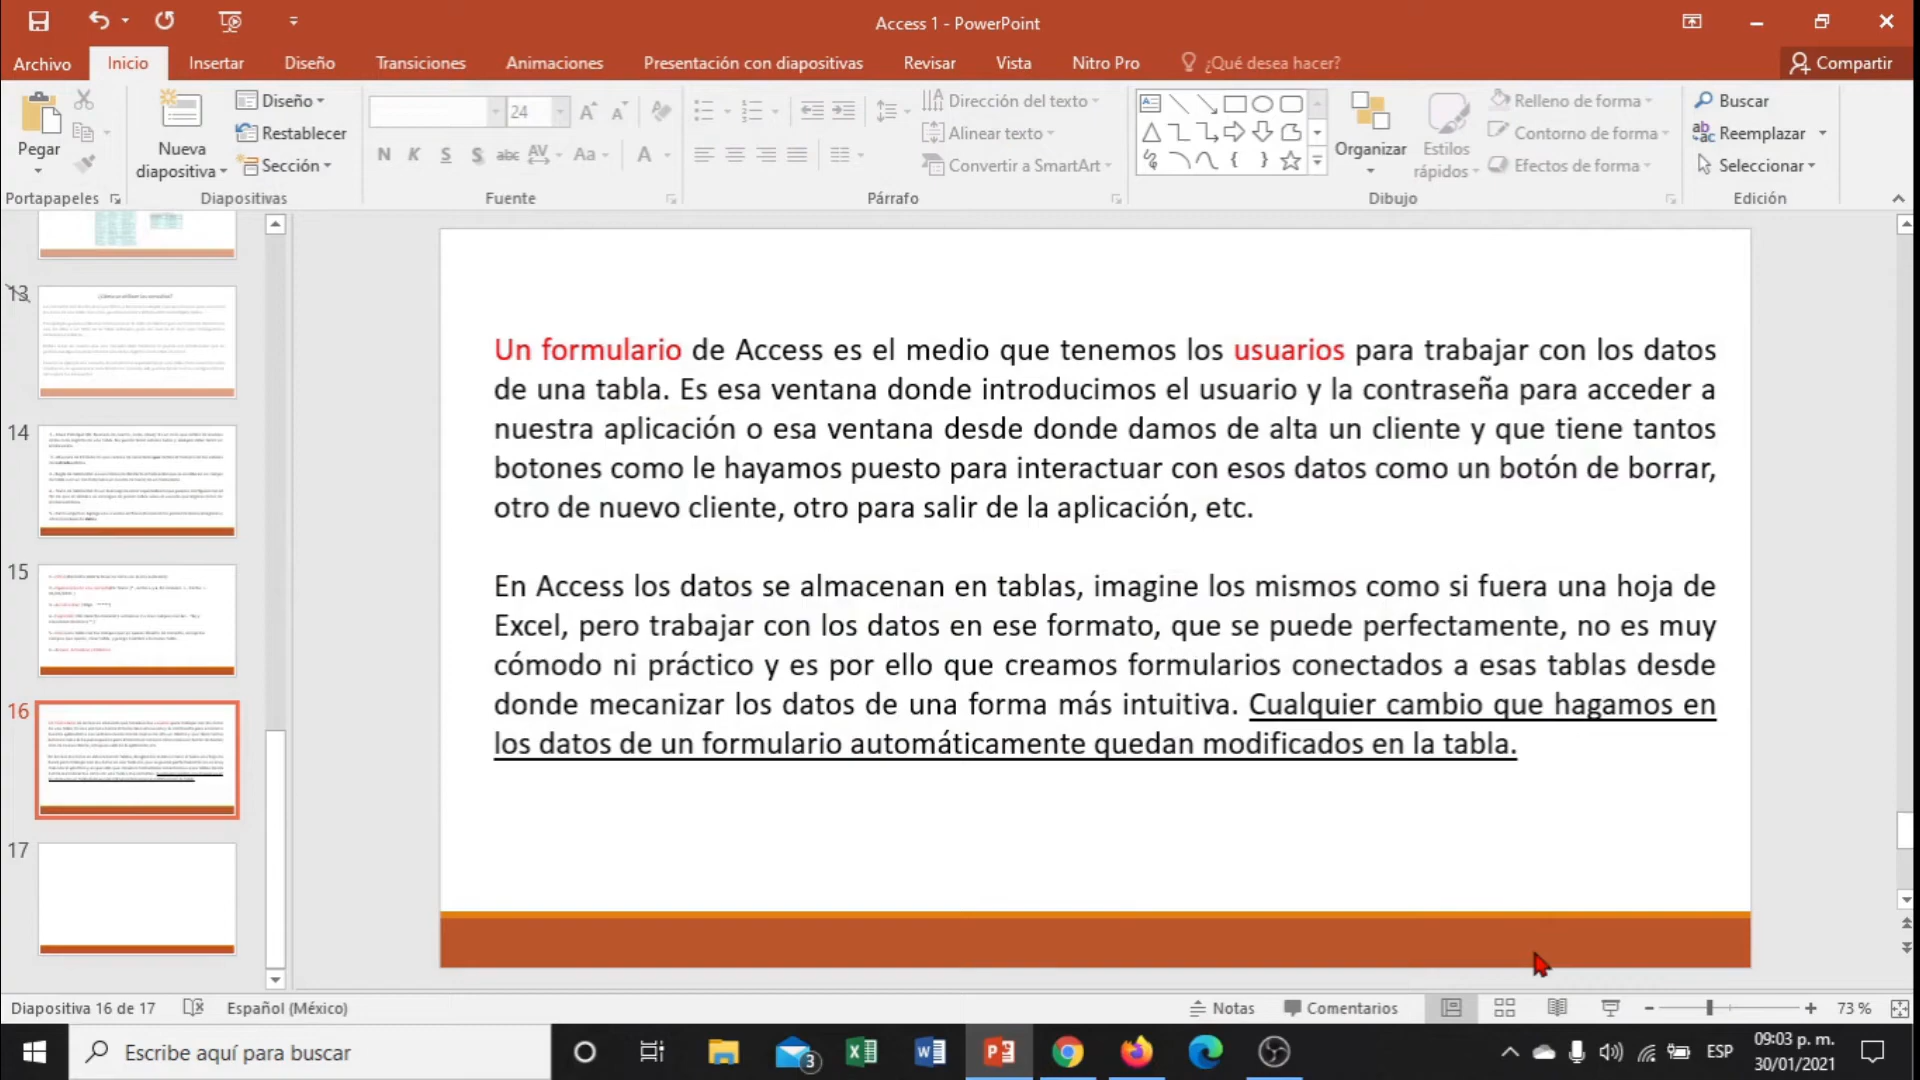 Access 1 - PowerPoint
Archivo Inicio Insertar Diseño Transiciones Animaciones Presentación con diapositivas Revisar Vista Nitro Pro ¿Qué desea hacer? Compartir
Pegar
Portapapeles
Nueva diapositiva
Diseño
Restablecer
Sección
Diapositivas
24
N K S S abc AV Aa A
Fuente
Dirección del texto
Alinear texto
Convertir a SmartArt
Párrafo
Organizar
Estilos rápidos
Relleno de forma
Contorno de forma
Efectos de forma
Dibujo
Buscar
Reemplazar
Seleccionar
Edición
13
14
15
16
17
Un formulario de Access es el medio que tenemos los usuarios para trabajar con los datos
de una tabla. Es esa ventana donde introducimos el usuario y la contraseña para acceder a
nuestra aplicación o esa ventana desde donde damos de alta un cliente y que tiene tantos
botones como le hayamos puesto para interactuar con esos datos como un botón de borrar,
otro de nuevo cliente, otro para salir de la aplicación, etc.
En Access los datos se almacenan en tablas, imagine los mismos como si fuera una hoja de
Excel, pero trabajar con los datos en ese formato, que se puede perfectamente, no es muy
cómodo ni práctico y es por ello que creamos formularios conectados a esas tablas desde
donde mecanizar los datos de una forma más intuitiva. Cualquier cambio que hagamos en
los datos de un formulario automáticamente quedan modificados en la tabla.
Diapositiva 16 de 17 Español (México) Notas Comentarios 73 %
Escribe aquí para buscar
3
ESP
09:03 p. m.
30/01/2021